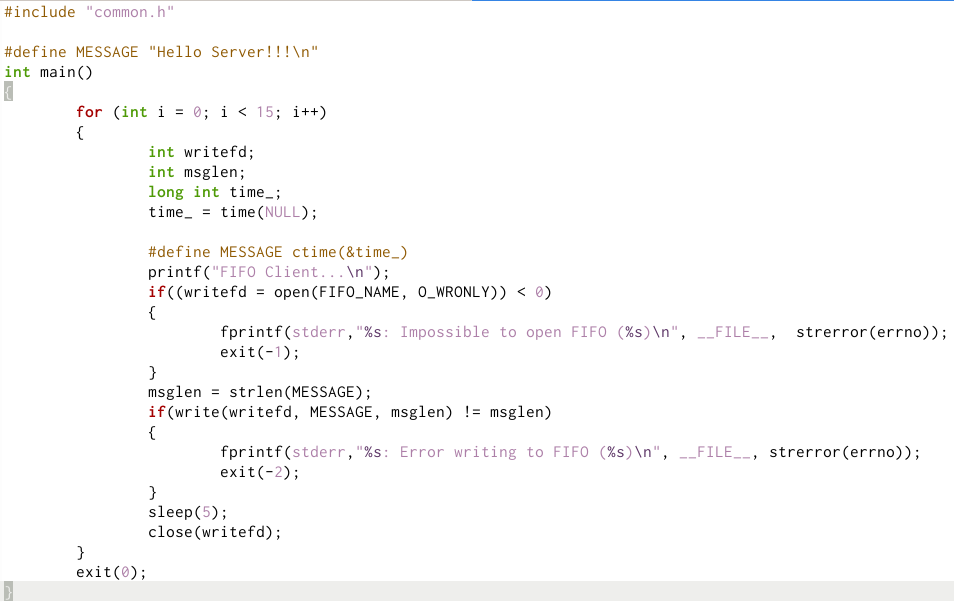 #include "common.h"

#define MESSAGE "Hello Server!!!\n"
int main()
{
        for (int i = 0; i < 15; i++)
        {
                int writefd;
                int msglen;
                long int time_;
                time_ = time(NULL);

                #define MESSAGE ctime(&time_)
                printf("FIFO Client...\n");
                if((writefd = open(FIFO_NAME, O_WRONLY)) < 0)
                {
                        fprintf(stderr,"%s: Impossible to open FIFO (%s)\n", __FILE__,  strerror(errno));
                        exit(-1);
                }
                msglen = strlen(MESSAGE);
                if(write(writefd, MESSAGE, msglen) != msglen)
                {
                        fprintf(stderr,"%s: Error writing to FIFO (%s)\n", __FILE__, strerror(errno));
                        exit(-2);
                }
                sleep(5);
                close(writefd);
        }
        exit(0);
}